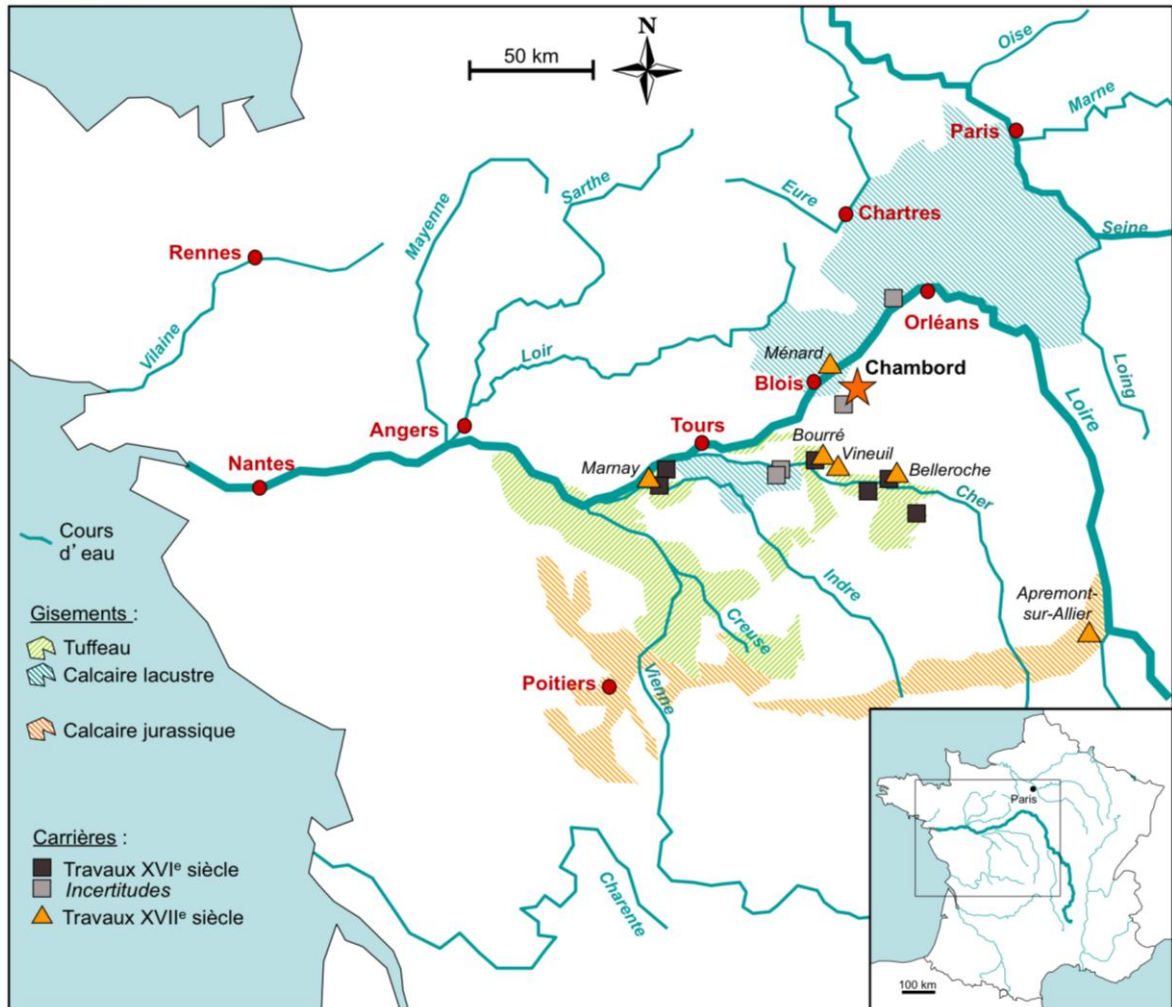 N
50 km
Oise
Marne
Paris
Sarthe
Eure
Chartres
Mayenne
Seine
Rennes
Vilaine
Orléans
Loir
Ménard
Chambord
Blois
Loing
Loire
Angers
Tours
Bourré
Vineuil
Nantes
Marnay
Belleroche
Cher
Cours
d'eau
Indre
Apremont-
sur-Allier
Gisements :
Creuse
Tuffeau
Calcaire lacustre
Poitiers
Vienne
Calcaire jurassique
Paris
Carrières :
Travaux XVIe siècle
Incertitudes
Travaux XVIIe siècle
Charente
100 km